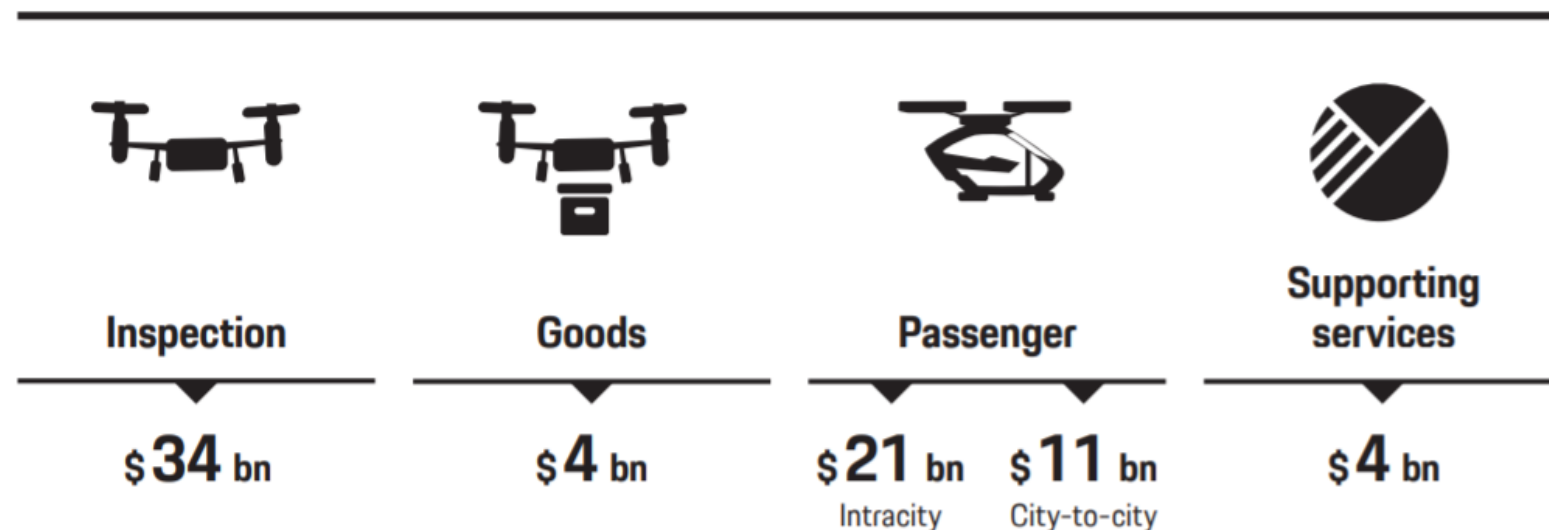 Inspection
Goods
Passenger
Supporting
services
$ 34 bn
$ 4 bn
$ 21 bn
Intracity
$ 11 bn
City-to-city
$ 4 bn